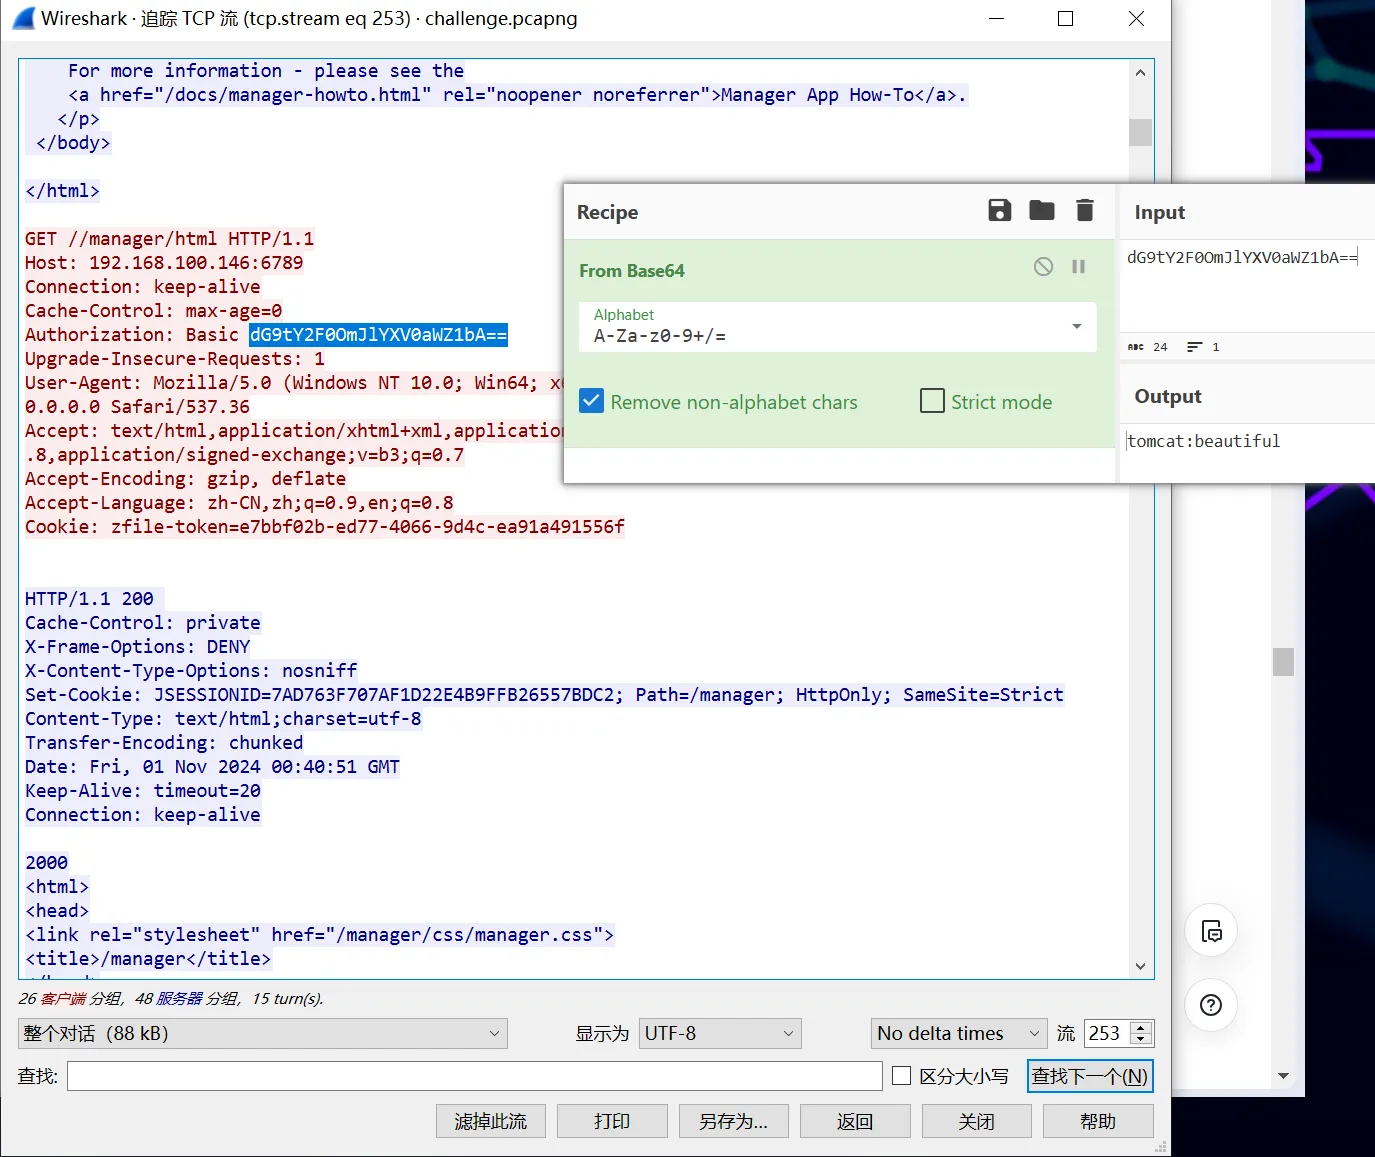 Wireshark · 追踪 TCP 流 (tcp.stream eq 253) · challenge.pcapng
For more information - please see the
<a href="/docs/manager-howto.html" rel="noopener noreferrer">Manager App How-To</a>.
</p>
</body>
</html>
GET //manager/html HTTP/1.1
Host: 192.168.100.146:6789
Connection: keep-alive
Cache-Control: max-age=0
Authorization: Basic dG9tY2F0OmJlYXV0aWZ1bA==
Upgrade-Insecure-Requests: 1
User-Agent: Mozilla/5.0 (Windows NT 10.0; Win64;
0.0.0.0 Safari/537.36
Accept: text/html,application/xhtml+xml,application
.8,application/signed-exchange;v=b3;q=0.7
Accept-Encoding: gzip, deflate
Accept-Language: zh-CN,zh;q=0.9,en;q=0.8
Cookie: zfile-token=e7bbf02b-ed77-4066-9d4c-ea91a491556f
HTTP/1.1 200
Cache-Control: private
X-Frame-Options: DENY
X-Content-Type-Options: nosniff
Set-Cookie: JSESSIONID=7AD763F707AF1D22E4B9FFB26557BDC2; Path=/manager; HttpOnly; SameSite=Strict
Content-Type: text/html;charset=utf-8
Transfer-Encoding: chunked
Date: Fri, 01 Nov 2024 00:40:51 GMT
Keep-Alive: timeout=20
Connection: keep-alive
2000
<html>
<head>
<link rel="stylesheet" href="/manager/css/manager.css">
<title>/manager</title>
Recipe
From Base64
Alphabet
A-Za-z0-9+/=
Remove non-alphabet chars
Strict mode
Input
dG9tY2F0OmJlYXV0aWZ1bA==
ABC 24 1
Output
tomcat:beautiful
26 客户端 分组, 48 服务器 分组, 15 turn(s).
整个对话 (88 kB)
显示为
UTF-8
No delta times
流
253
查找:
区分大小写
查找下一个(N)
滤掉此流
打印
另存为...
返回
关闭
帮助